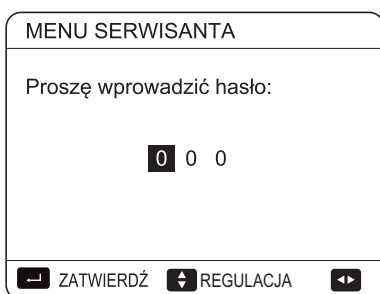 MENU SERWISANTA
Proszę wprowadzić hasło:
0 0 0
ZATWIERDŹ REGULACJA